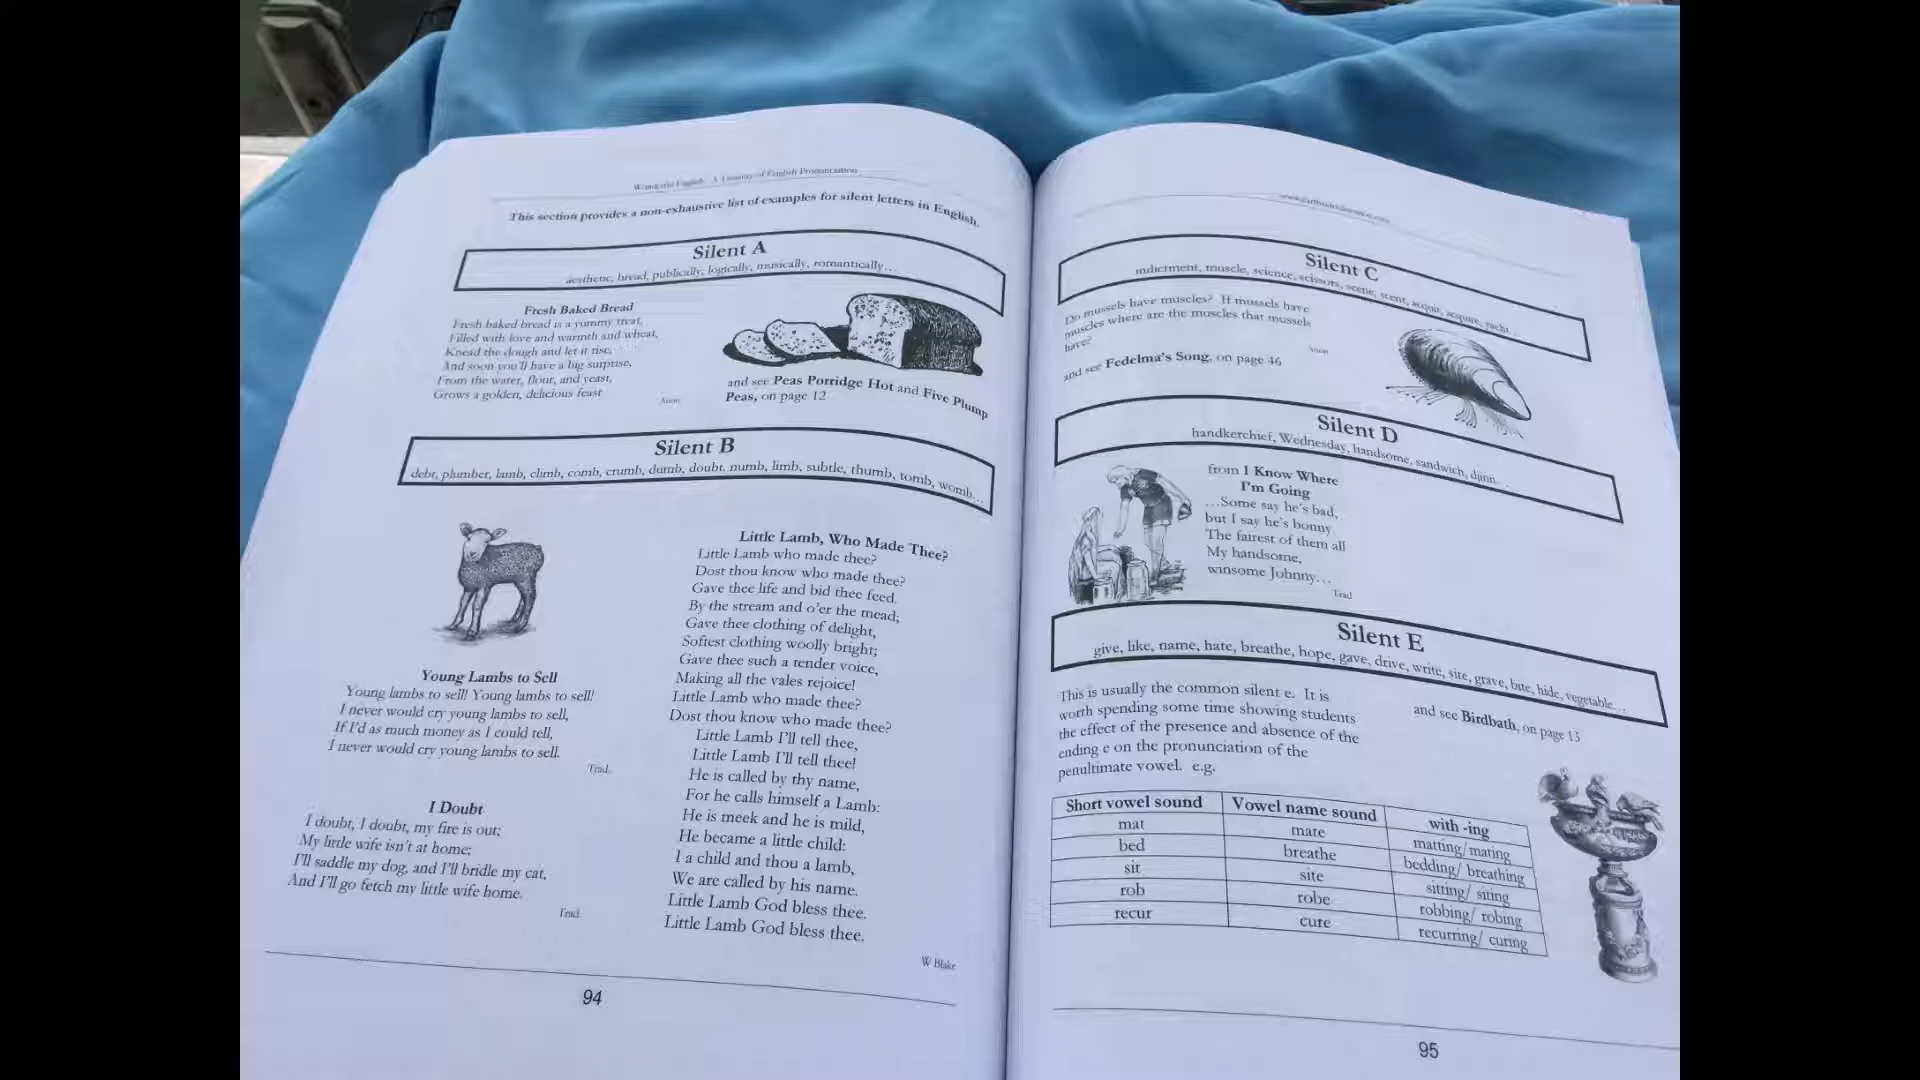 Wonderful English A Treasury of English Pronunciation
This section provides a non-exhaustive list of examples for silent letters in English.
Silent A
aesthetic, bread, publically, logically, musically, romantically…
Fresh Baked Bread
Fresh baked bread is a yummy treat,
Filled with love and warmth and wheat,
Knead the dough and let it rise,
And soon you'll have a big surprise,
From the water, flour, and yeast,
Grows a golden, delicious feast
Anon
and see Peas Porridge Hot and Five Plump
Peas, on page 12
Silent B
debt, plumber, lamb, climb, comb, crumb, dumb, doubt. numb, limb, subtle, thumb, tomb, womb…
Young Lambs to Sell
Young lambs to sell! Young lambs to sell!
I never would cry young lambs to sell,
If I'd as much money as I could tell,
I never would cry young lambs to sell.
Trad.
I Doubt
I doubt, I doubt, my fire is out;
My little wife isn't at home;
I'll saddle my dog, and I'll bridle my cat,
And I'll go fetch my little wife home.
Trad.
Little Lamb, Who Made Thee?
Little Lamb who made thee?
Dost thou know who made thee?
Gave thee life and bid thee feed.
By the stream and o'er the mead;
Gave thee clothing of delight,
Softest clothing woolly bright;
Gave thee such a tender voice,
Making all the vales rejoice!
Little Lamb who made thee?
Dost thou know who made thee?
Little Lamb I'll tell thee,
Little Lamb I'll tell thee!
He is called by thy name,
For he calls himself a Lamb:
He is meek and he is mild,
He became a little child:
I a child and thou a lamb,
We are called by his name.
Little Lamb God bless thee.
Little Lamb God bless thee.
W Blake
94
Silent C
indictment, muscle, science, scissors, scene, scent, acquit, acquire, yacht…
Do mussels have muscles? If mussels have
muscles where are the muscles that mussels
have?
Anon
and see Fedelma's Song, on page 46
Silent D
handkerchief, Wednesday, handsome, sandwich, djinn…
from I Know Where
I'm Going
…Some say he's bad,
but I say he's bonny
The fairest of them all
My handsome,
winsome Johnny…
Trad
Silent E
give, like, name, hate, breathe, hope, gave, drive, write, site, grave, bite, hide, vegetable…
This is usually the common silent e. It is
worth spending some time showing students
the effect of the presence and absence of the
ending e on the pronunciation of the
penultimate vowel. e.g.
and see Birdbath, on page 13
Short vowel sound Vowel name sound with -ing
mat mate matting/ mating
bed breathe bedding/ breathing
sit site sitting/ siting
rob robe robbing/ robing
recur cure recurring/ curing
95